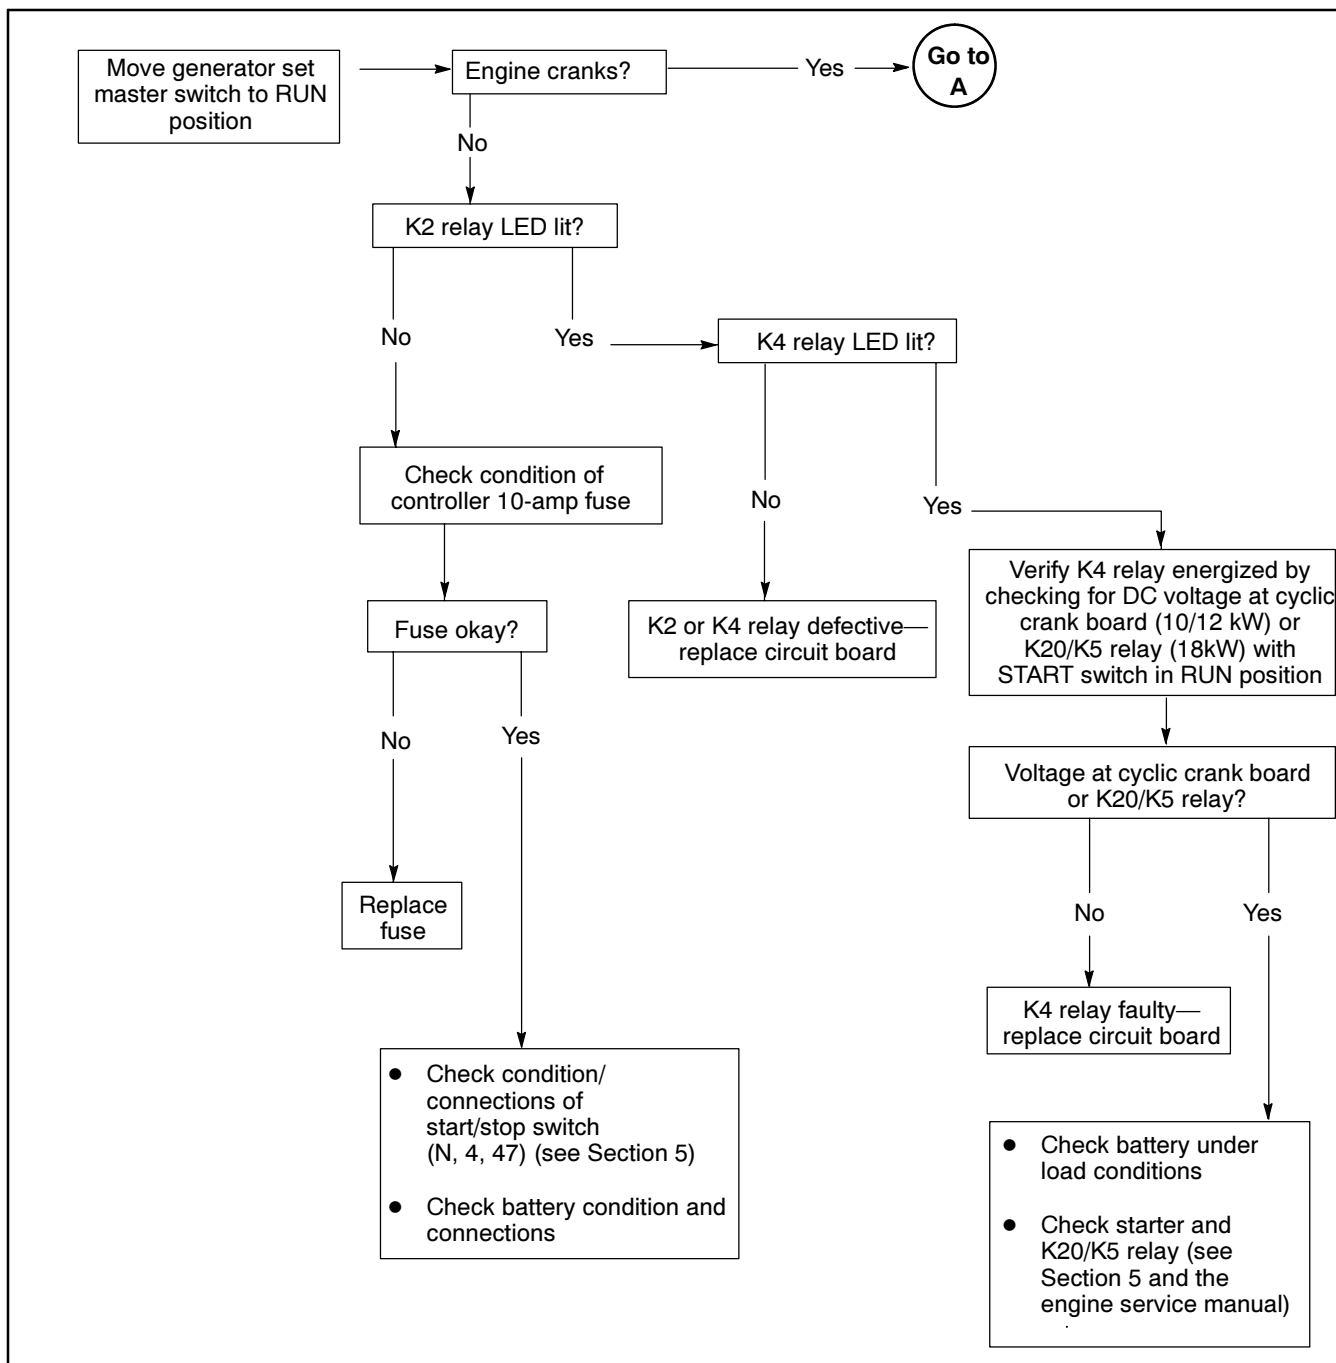 Move generator set
master switch to RUN
position
Engine cranks?
Yes
Go to
A
No
K2 relay LED lit?
No
Yes
K4 relay LED lit?
Check condition of
controller 10-amp fuse
No
Yes
Fuse okay?
K2 or K4 relay defective—
replace circuit board
Verify K4 relay energized by
checking for DC voltage at cyclic
crank board (10/12 kW) or
K20/K5 relay (18kW) with
START switch in RUN position
No
Yes
Voltage at cyclic crank board
or K20/K5 relay?
Replace
fuse
No
Yes
K4 relay faulty—
replace circuit board
● Check condition/
connections of
start/stop switch
(N, 4, 47) (see Section 5)
● Check battery condition and
connections
● Check battery under
load conditions
● Check starter and
K20/K5 relay (see
Section 5 and the
engine service manual)